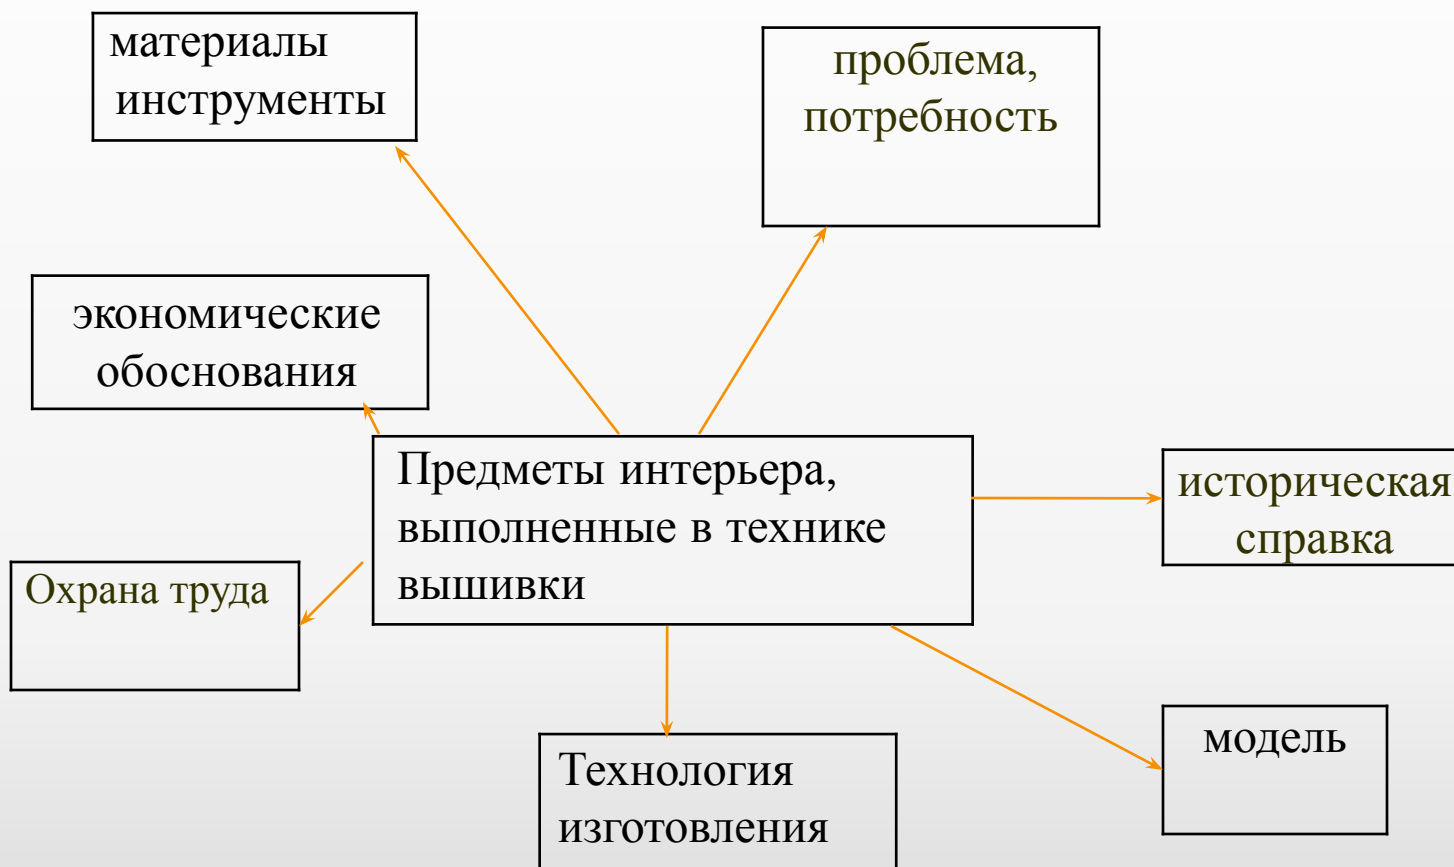 материалы
инструменты
проблема,
потребность
экономические
обоснования
Предметы интерьера,
выполненные в технике
вышивки
историческая
справка
Охрана труда
модель
Технология
изготовления